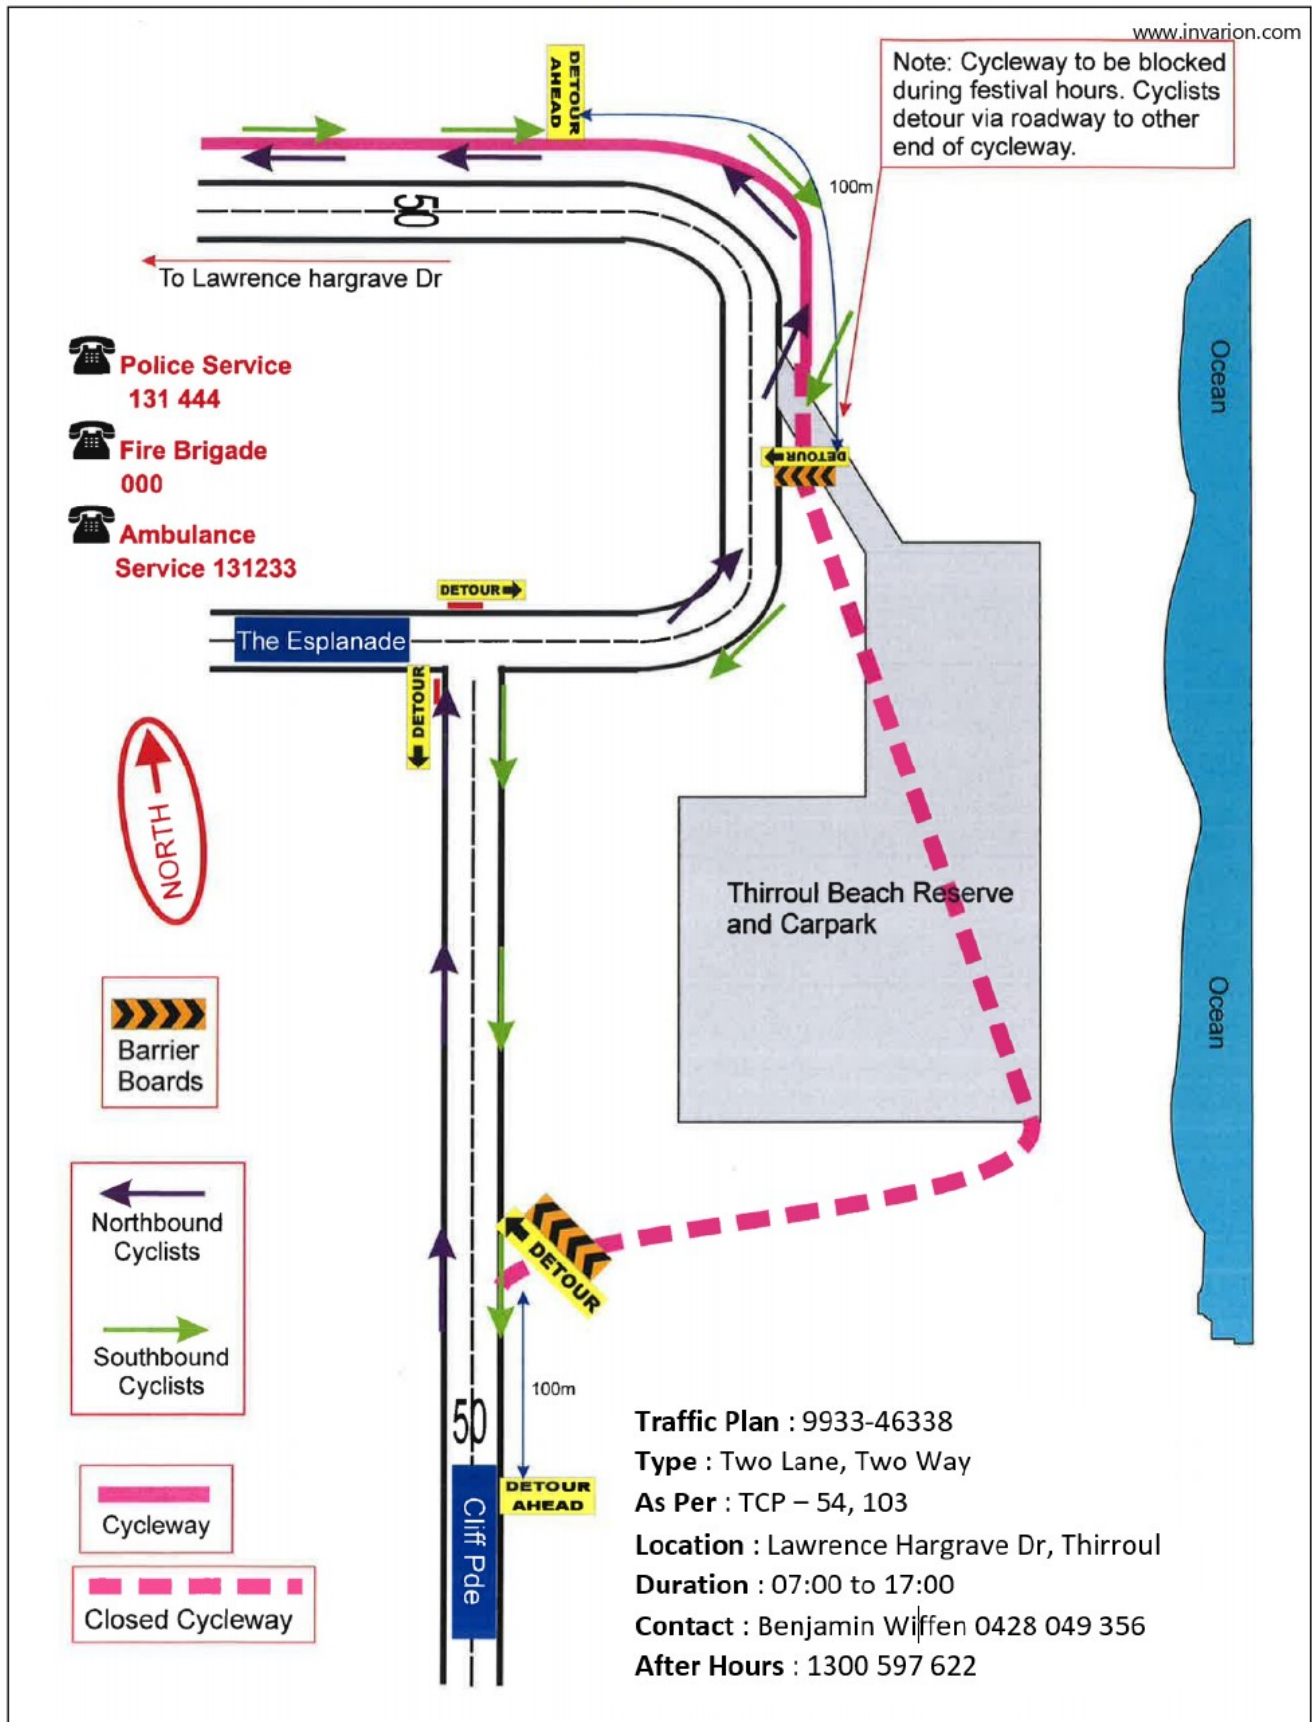 www.invarion.com
Note: Cycleway to be blocked
during festival hours. Cyclists
detour via roadway to other
end of cycleway.
DETOUR
AHEAD
100m
50
To Lawrence hargrave Dr
Ocean
Police Service
131 444
Fire Brigade
000
Ambulance
Service 131233
DETOUR
DETOUR
The Esplanade
DETOUR
NORTH
Thirroul Beach Reserve
and Carpark
Ocean
Barrier
Boards
Northbound
Cyclists
Southbound
Cyclists
DETOUR
100m
50
DETOUR
AHEAD
Cliff Pde
Cycleway
Closed Cycleway
Traffic Plan : 9933-46338
Type : Two Lane, Two Way
As Per : TCP – 54, 103
Location : Lawrence Hargrave Dr, Thirroul
Duration : 07:00 to 17:00
Contact : Benjamin Wiffen 0428 049 356
After Hours : 1300 597 622